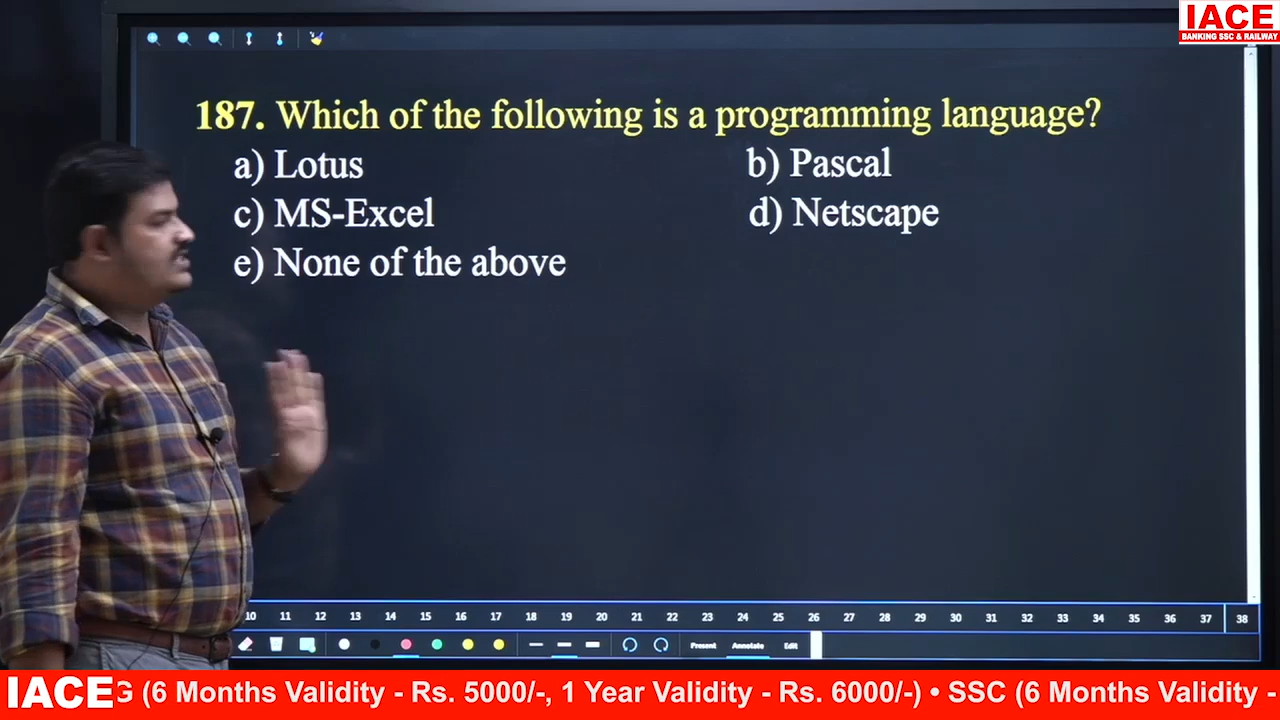 IACE
BANKING SSC & RAILWAY
187. Which of the following is a programming language?
a) Lotus b) Pascal
c) MS-Excel d) Netscape
e) None of the above
10 11 12 13 14 15 16 17 18 19 20 21 22 23 24 25 26 27 28 29 30 31 32 33 34 35 36 37 38
Present Annotate Edit
IACE G (6 Months Validity - Rs. 5000/-, 1 Year Validity - Rs. 6000/-) • SSC (6 Months Validity -